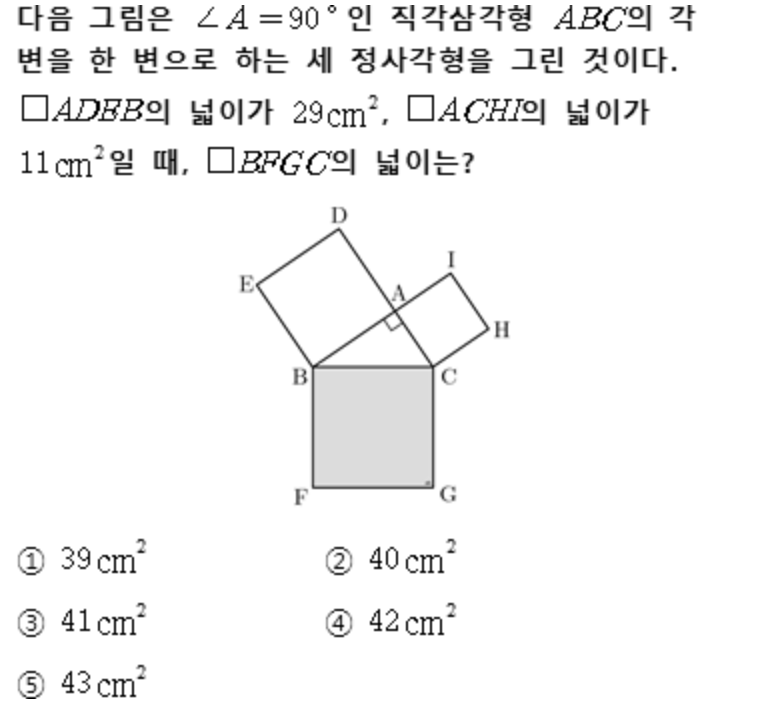 다음 그림은 ∠A=90°인 직각삼각형 ABC의 각
변을 한 변으로 하는 세 정사각형을 그린 것이다.
□ADEB의 넓이가 29cm², □ACHI의 넓이가
11cm²일 때, □BFGC의 넓이는?
D
I
E
A
H
B
C
F
G
① 39cm² ② 40cm²
③ 41cm² ④ 42cm²
⑤ 43cm²